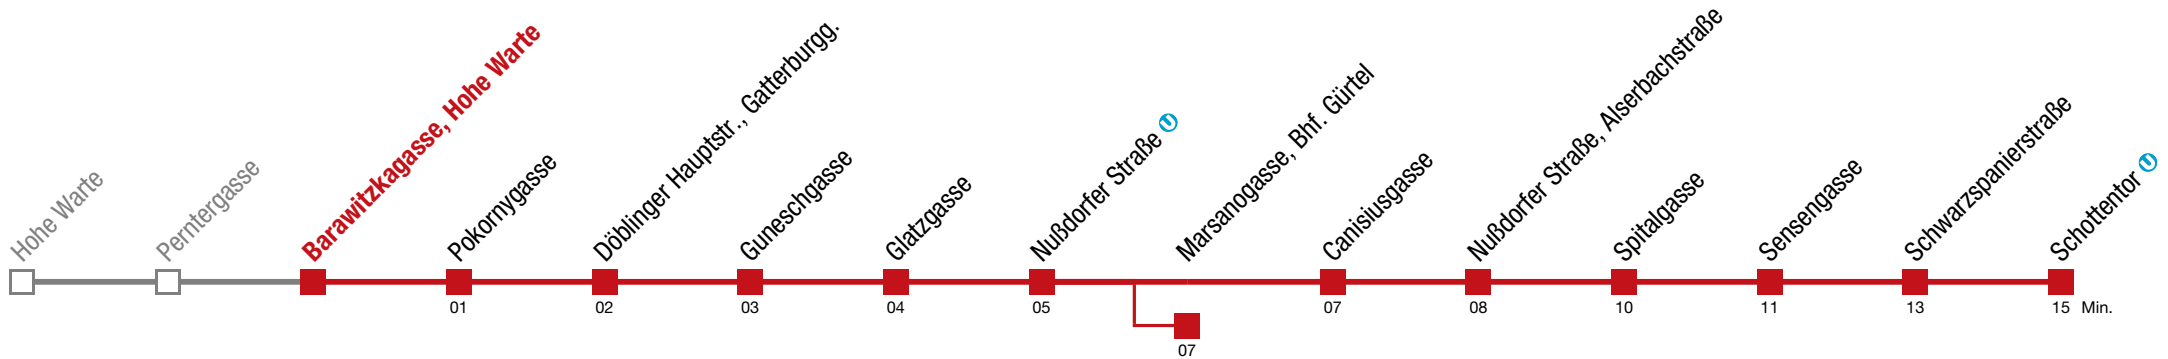 Hohe Warte
Perntergasse
Barawitzkagasse, Hohe Warte
Pokornygasse
Döblinger Hauptstr., Gatterburgg.
Guneschgasse
Glatzgasse
Nußdorfer Straße U
Marsanogasse, Bhf. Gürtel
Canisiusgasse
Nußdorfer Straße, Alserbachstraße
Spitalgasse
Sensengasse
Schwarzspanierstraße
Schottentor U
01 02 03 04 05 07 08 10 11 13 15 Min.
07